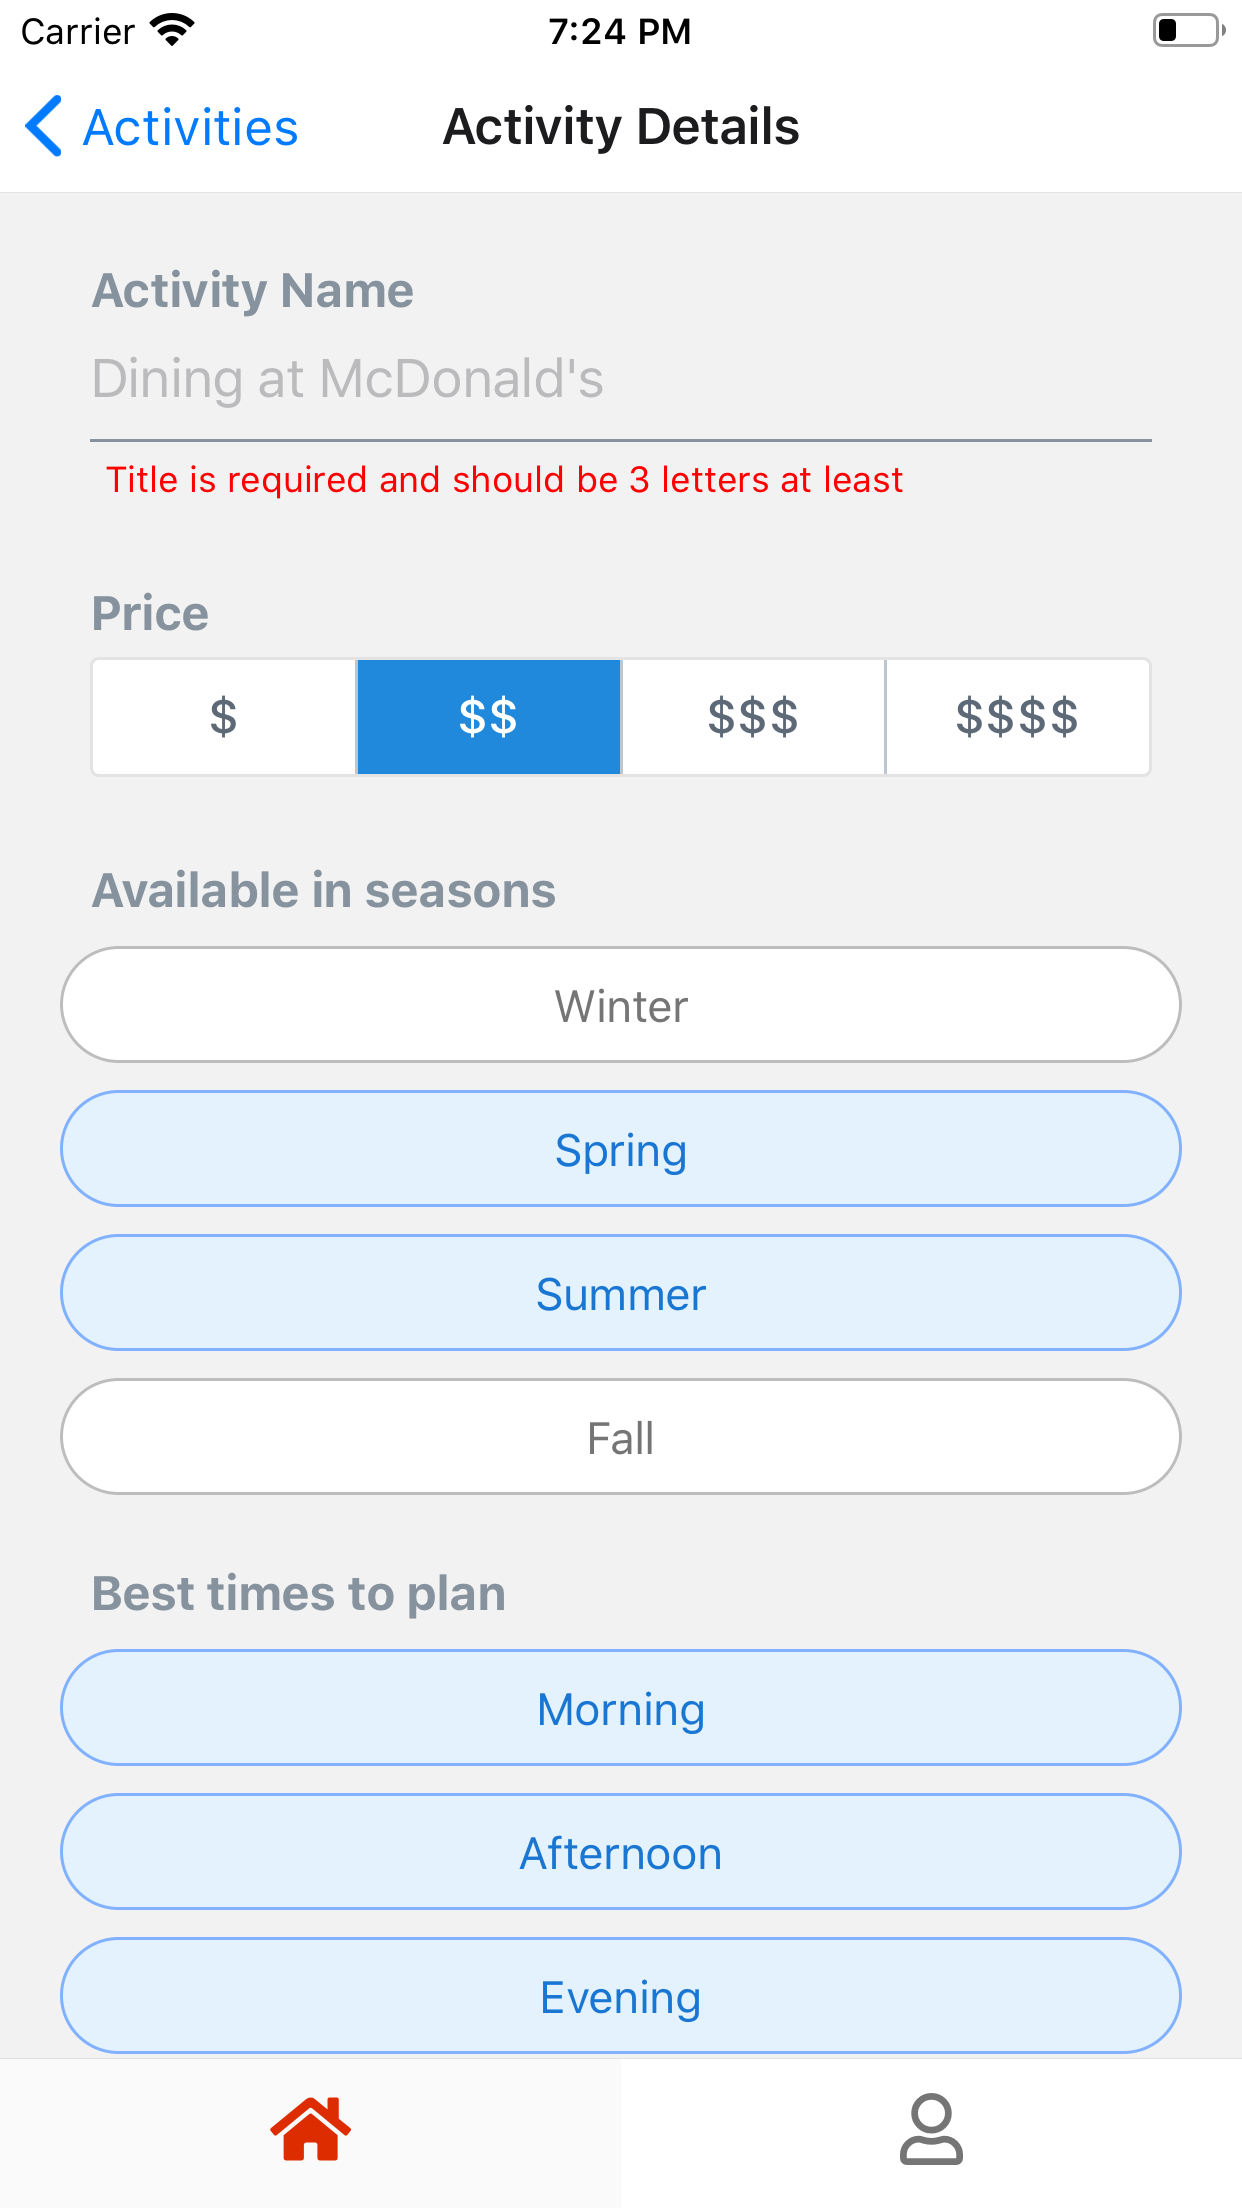 Carrier 7:24 PM
Activities Activity Details
Activity Name
Dining at McDonald's
Title is required and should be 3 letters at least
Price
$ $$ $$$ $$$$
Available in seasons
Winter
Spring
Summer
Fall
Best times to plan
Morning
Afternoon
Evening